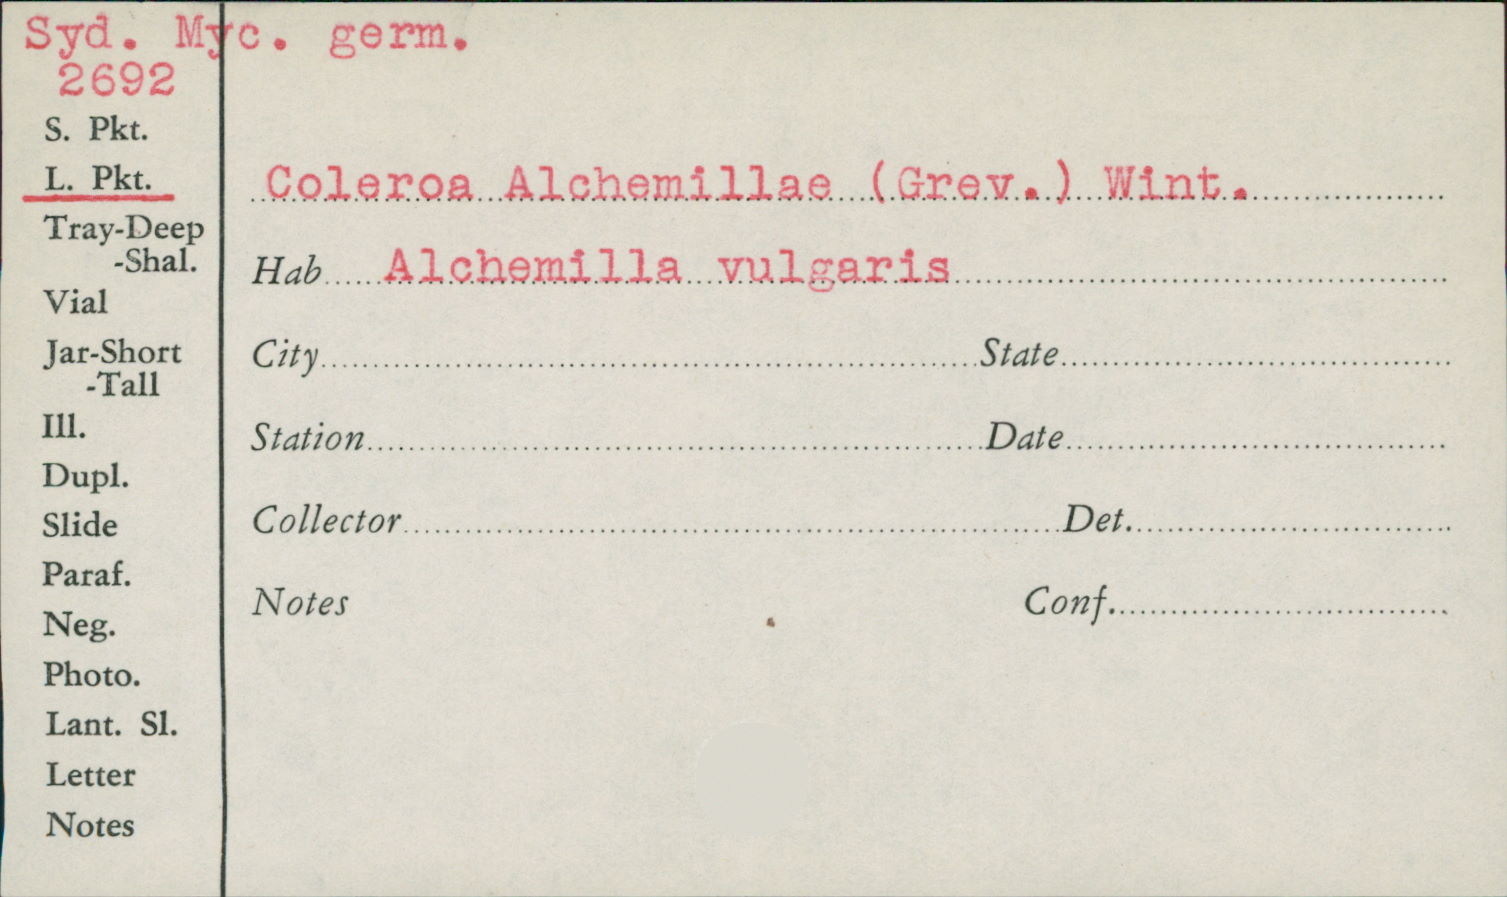 Syd. Myc. germ.
2692
S. Pkt.
L. Pkt.
Tray-Deep
-Shal.
Vial
Jar-Short
-Tall
Ill.
Dupl.
Slide
Paraf.
Neg.
Photo.
Lant. Sl.
Letter
Notes
Coleroa Alchemillae (Grev.) Wint.
Hab Alchemilla vulgaris
City State
Station Date
Collector Det.
Notes Conf.